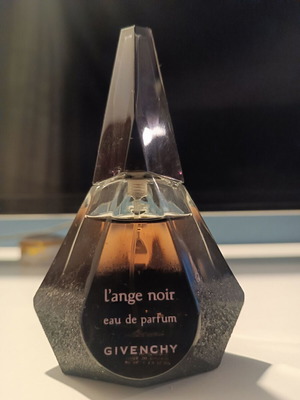 l'ange noir
eau de parfum
GIVENCHY